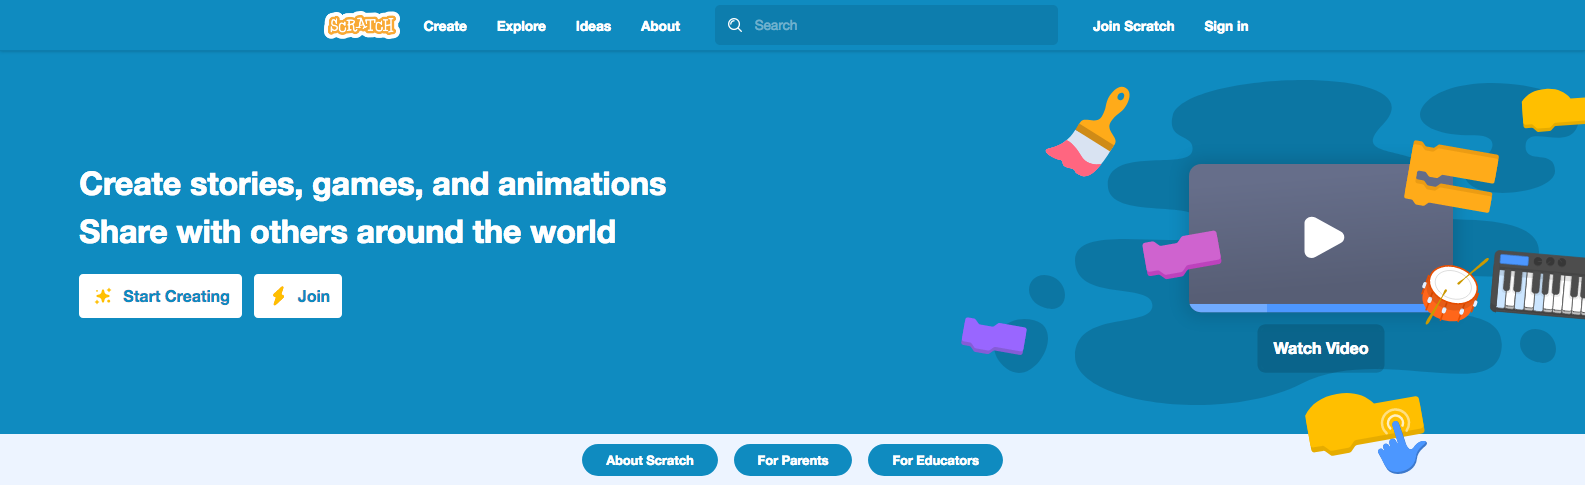 SCRATCH Create Explore Ideas About Search Join Scratch Sign in
Create stories, games, and animations
Share with others around the world
Start Creating Join
Watch Video
About Scratch For Parents For Educators